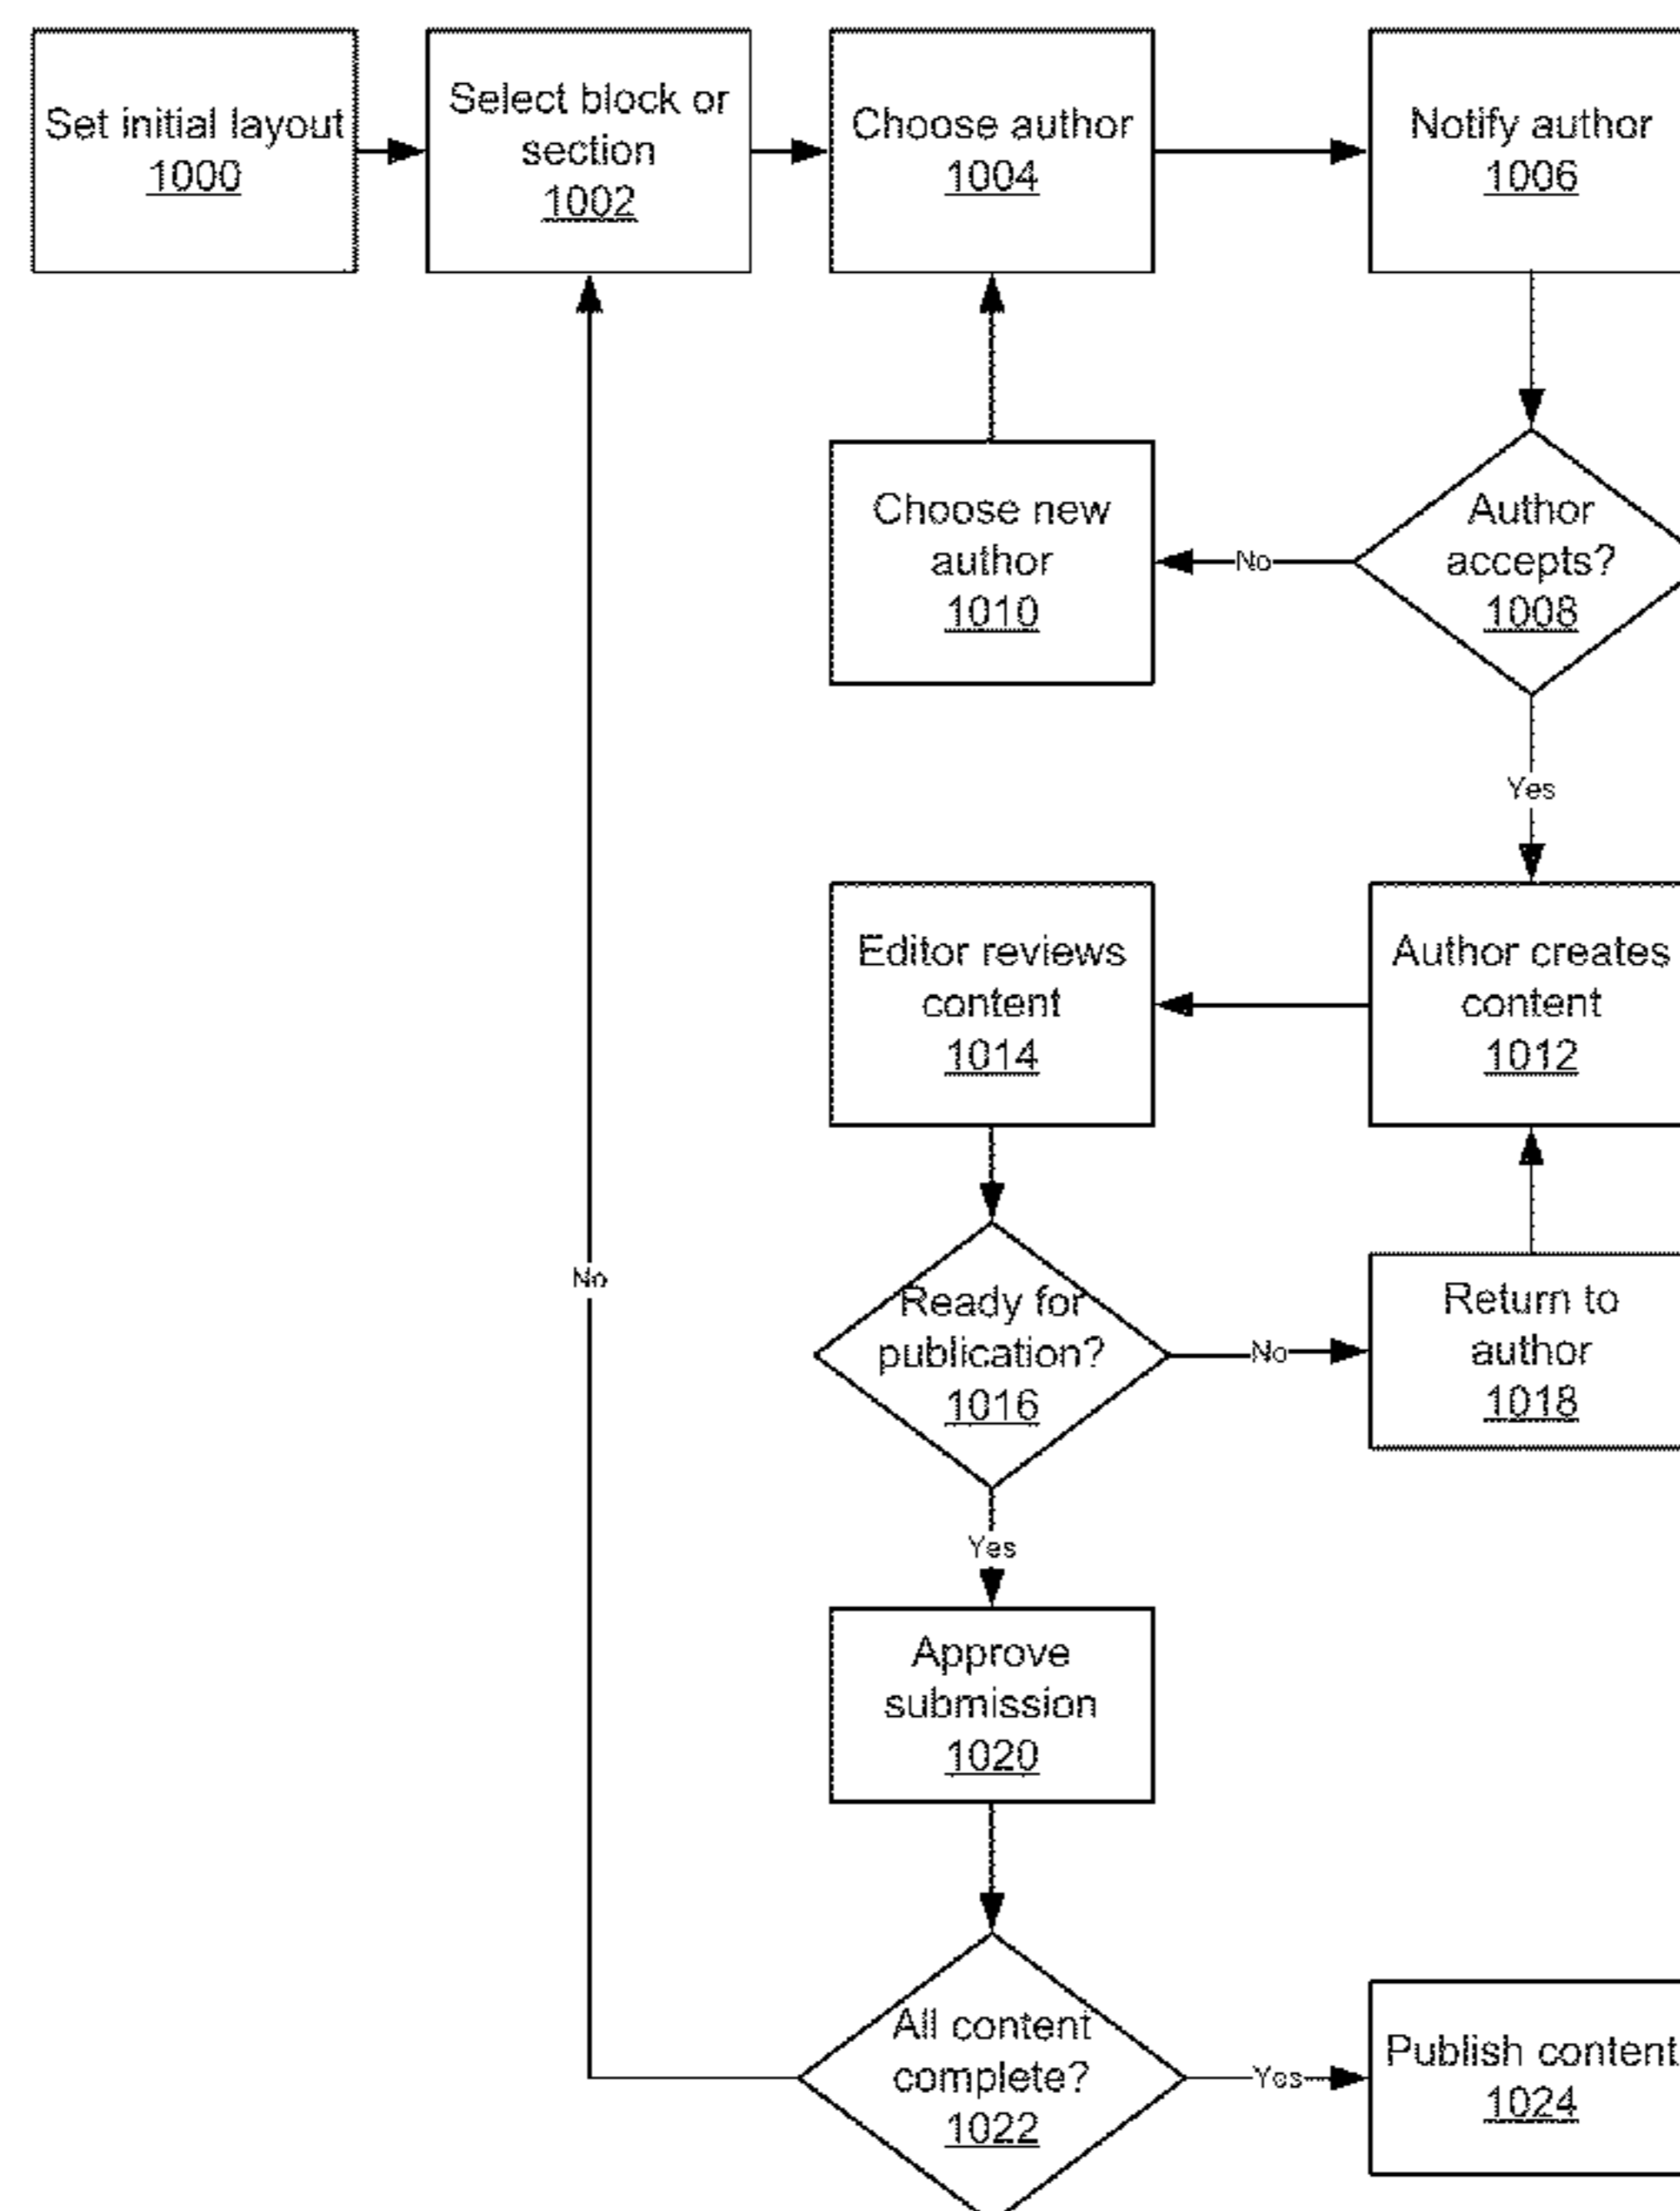 Set initial layout
1000
Select block or
section
1002
Choose author
1004
Notify author
1006
Choose new
author
1010
No
Author
accepts?
1008
Yes
Editor reviews
content
1014
Author creates
content
1012
No
Ready for
publication?
1016
No
Return to
author
1018
Yes
Approve
submission
1020
All content
complete?
1022
Yes
Publish content
1024